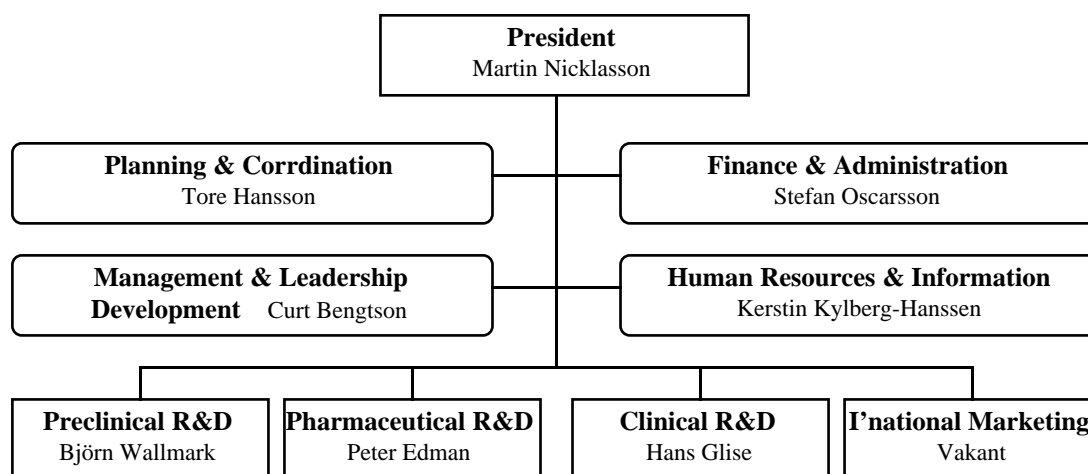 President
Martin Nicklasson
Planning & Corrdination
Tore Hansson
Finance & Administration
Stefan Oscarsson
Management & Leadership
Development Curt Bengtson
Human Resources & Information
Kerstin Kylberg-Hanssen
Preclinical R&D
Björn Wallmark
Pharmaceutical R&D
Peter Edman
Clinical R&D
Hans Glise
I'national Marketing
Vakant